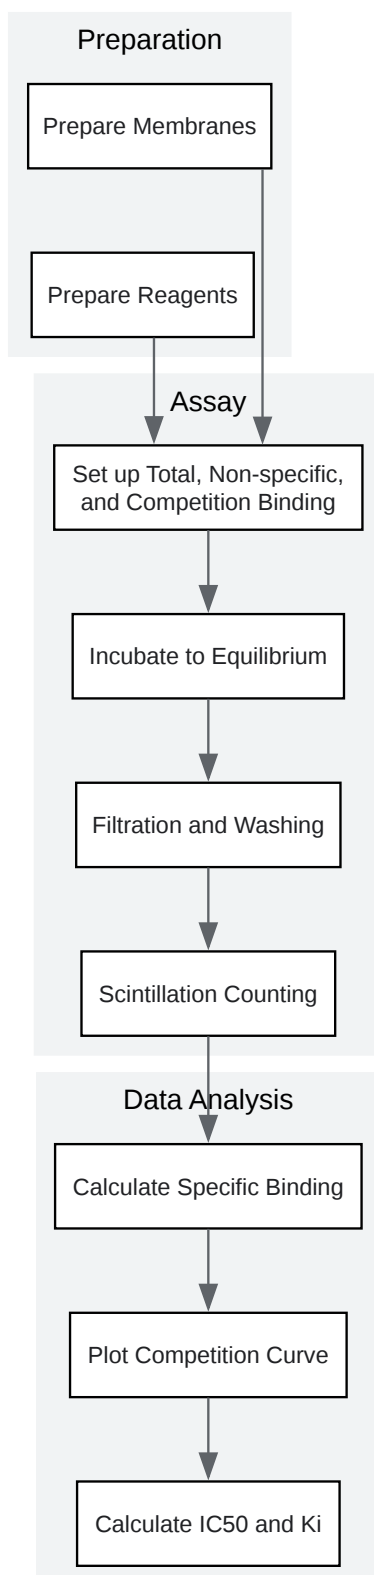 Preparation
Prepare Membranes
Prepare Reagents
Assay
Set up Total, Non-specific,
and Competition Binding
Incubate to Equilibrium
Filtration and Washing
Scintillation Counting
Data Analysis
Calculate Specific Binding
Plot Competition Curve
Calculate IC50 and Ki